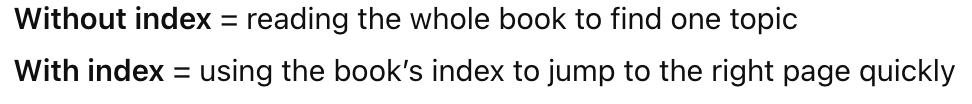 Without index = reading the whole book to find one topic
With index = using the book’s index to jump to the right page quickly